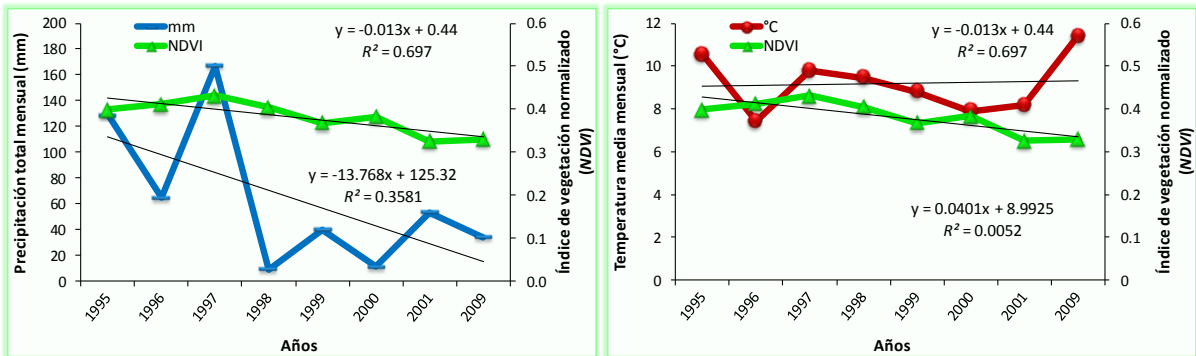 Precipitación total mensual (mm)
200
180
160
140
120
100
80
60
40
20
0
mm
NDVI
y = -0.013x + 0.44
R² = 0.697
y = -13.768x + 125.32
R² = 0.3581
0.6
0.5
0.4
0.3
0.2
0.1
0.0
Índice de vegetación normalizado
(NDVI)
1995
1996
1997
1998
1999
2000
2001
2009
Años
Temperatura media mensual (°C)
12
10
8
6
4
2
0
°C
NDVI
y = -0.013x + 0.44
R² = 0.697
y = 0.0401x + 8.9925
R² = 0.0052
0.6
0.5
0.4
0.3
0.2
0.1
0.0
Índice de vegetación normalizado
(NDVI)
1995
1996
1997
1998
1999
2000
2001
2009
Años